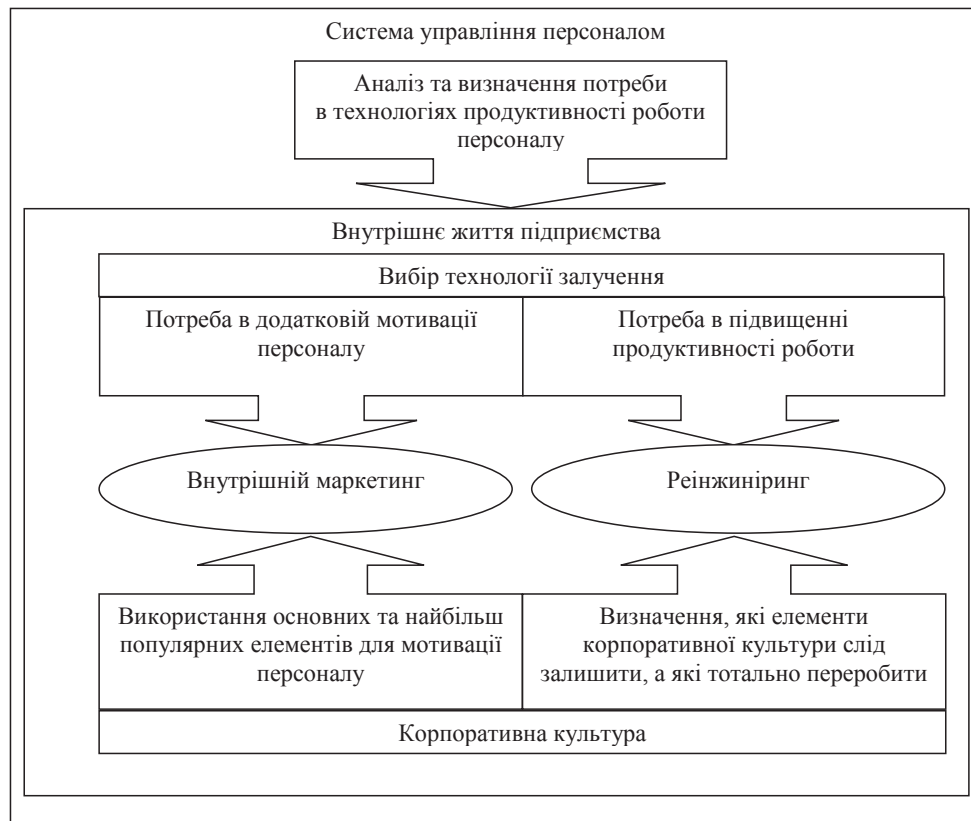 Система управління персоналом
Аналіз та визначення потреби
в технологіях продуктивності роботи
персоналу
Внутрішнє життя підприємства
Вибір технології залучення
Потреба в додатковій мотивації
персоналу
Потреба в підвищенні
продуктивності роботи
Внутрішній маркетинг
Реінжиніринг
Використання основних та найбільш
популярних елементів для мотивації
персоналу
Визначення, які елементи
корпоративної культури слід
залишити, а які тотально переробити
Корпоративна культура